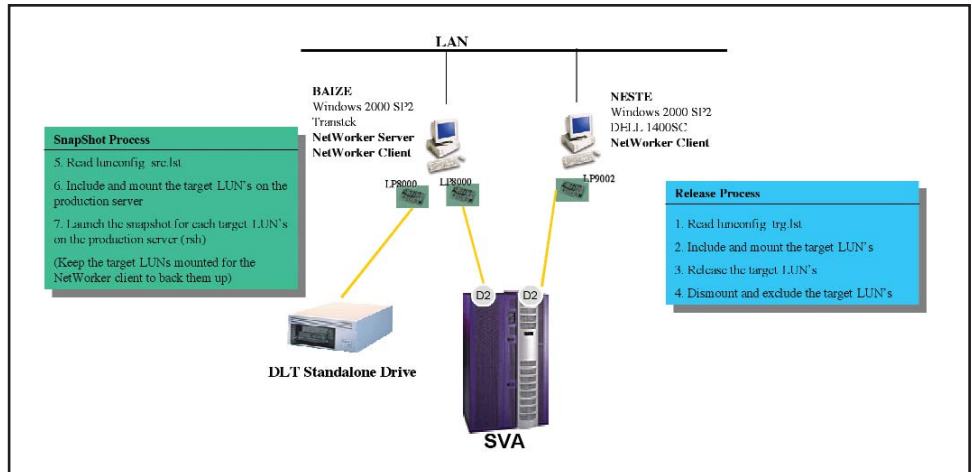 LAN
BAIZE
Windows 2000 SP2
Transtek
NetWorker Server
NetWorker Client
NESTE
Windows 2000 SP2
DELL 1400SC
NetWorker Client
SnapShot Process
5. Read lunconfig_src.lst
6. Include and mount the target LUN's on the
production server
7. Launch the snapshot for each target LUN's
on the production server (rsh)
(Keep the target LUNs mounted for the
NetWorker client to back them up)
LP8000
LP8000
LP9002
Release Process
1. Read lunconfig_trg.lst
2. Include and mount the target LUN's
3. Release the target LUN's
4. Dismount and exclude the target LUN's
D2
D2
DLT Standalone Drive
SVA